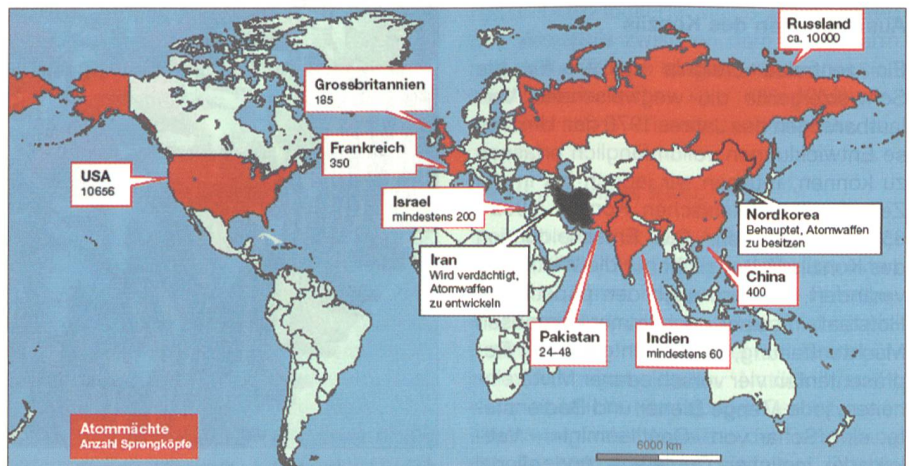 Russland
ca. 10000
Grossbritannien
185
Frankreich
350
USA
10656
Israel
mindestens 200
Iran
Wird verdächtigt,
Atomwaffen
zu entwickeln
Nordkorea
Behauptet, Atomwaffen
zu besitzen
China
400
Pakistan
24–48
Indien
mindestens 60
Atommächte
Anzahl Sprengköpfe
6000 km